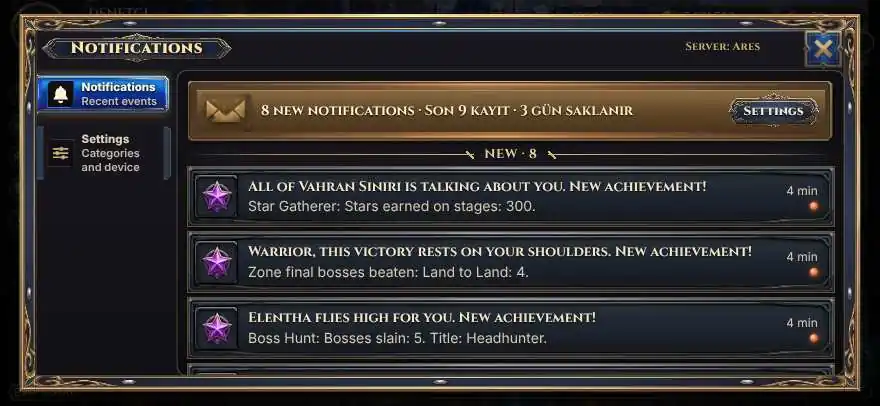 Notifications
Server: Ares
Notifications
Recent events
Settings
Categories
and device
8 new notifications · Son 9 kayit · 3 gün saklanir
Settings
NEW · 8
All of Vahran Siniri is talking about you. New achievement!
Star Gatherer: Stars earned on stages: 300.
4 min
Warrior, this victory rests on your shoulders. New achievement!
Zone final bosses beaten: Land to Land: 4.
4 min
Elentha flies high for you. New achievement!
Boss Hunt: Bosses slain: 5. Title: Headhunter.
4 min